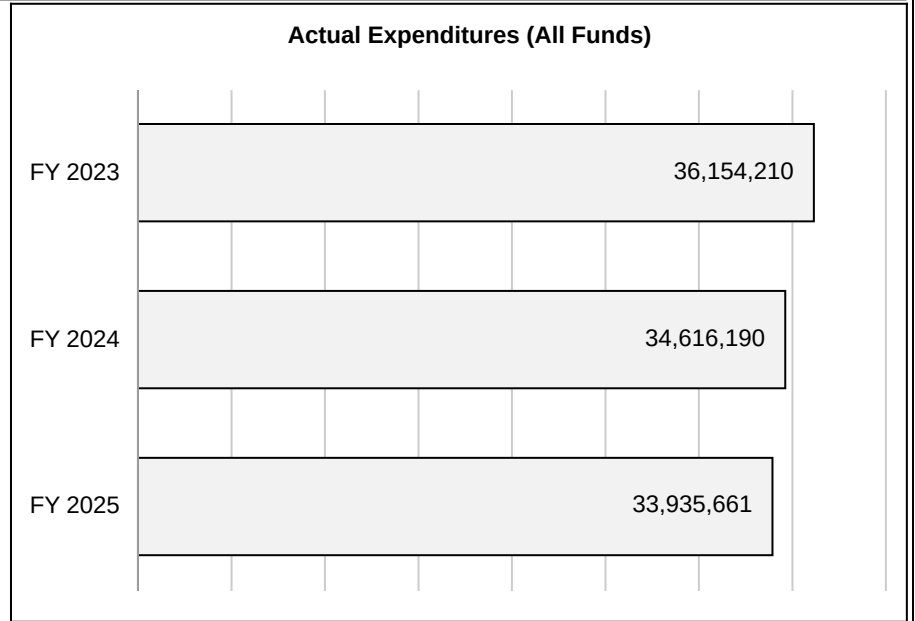 Actual Expenditures (All Funds)
FY 2023
36,154,210
FY 2024
34,616,190
FY 2025
33,935,661